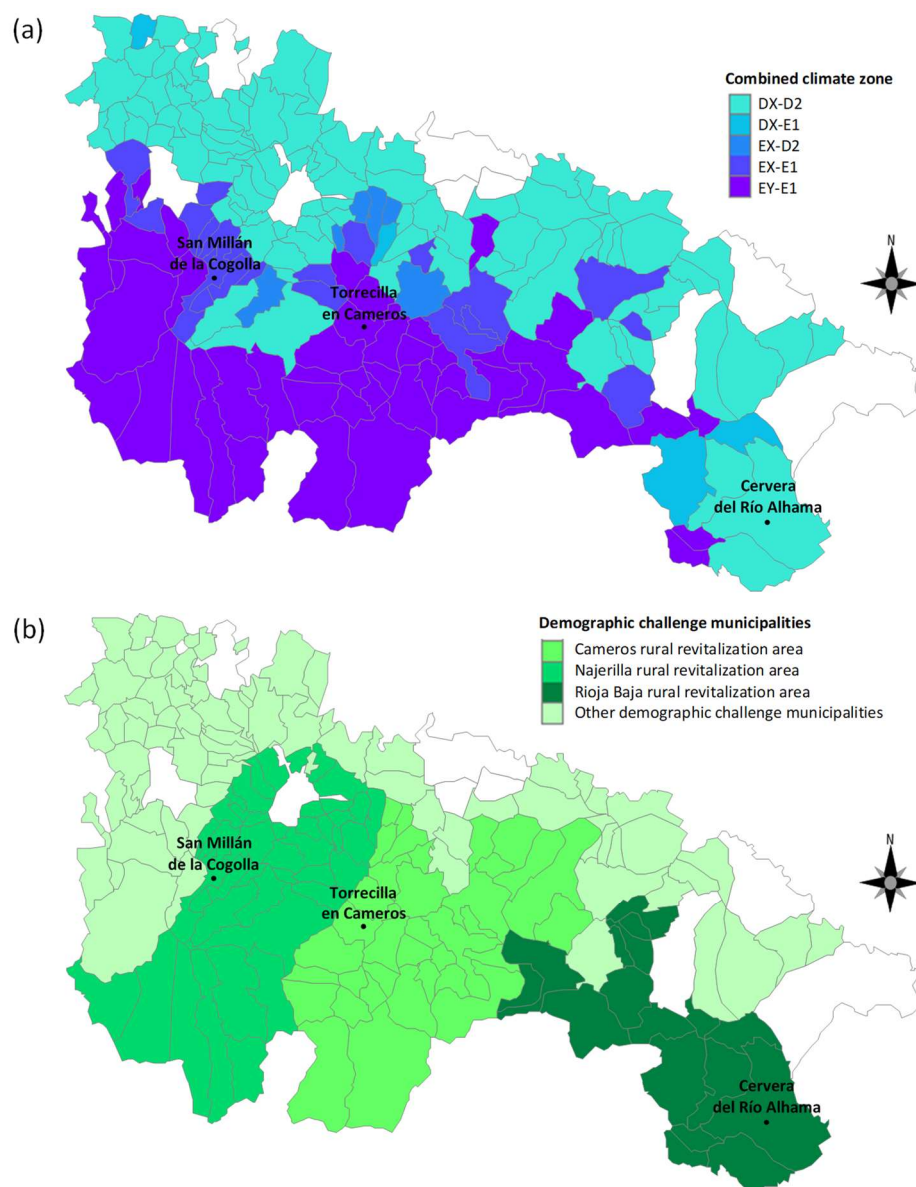 (a)
Combined climate zone
DX-D2
DX-E1
EX-D2
EX-E1
EY-E1
N
San Millán
de la Cogolla
Torrecilla
en Cameros
Cervera
del Río Alhama
(b)
Demographic challenge municipalities
Cameros rural revitalization area
Najerilla rural revitalization area
Rioja Baja rural revitalization area
Other demographic challenge municipalities
N
San Millán
de la Cogolla
Torrecilla
en Cameros
Cervera
del Río Alhama